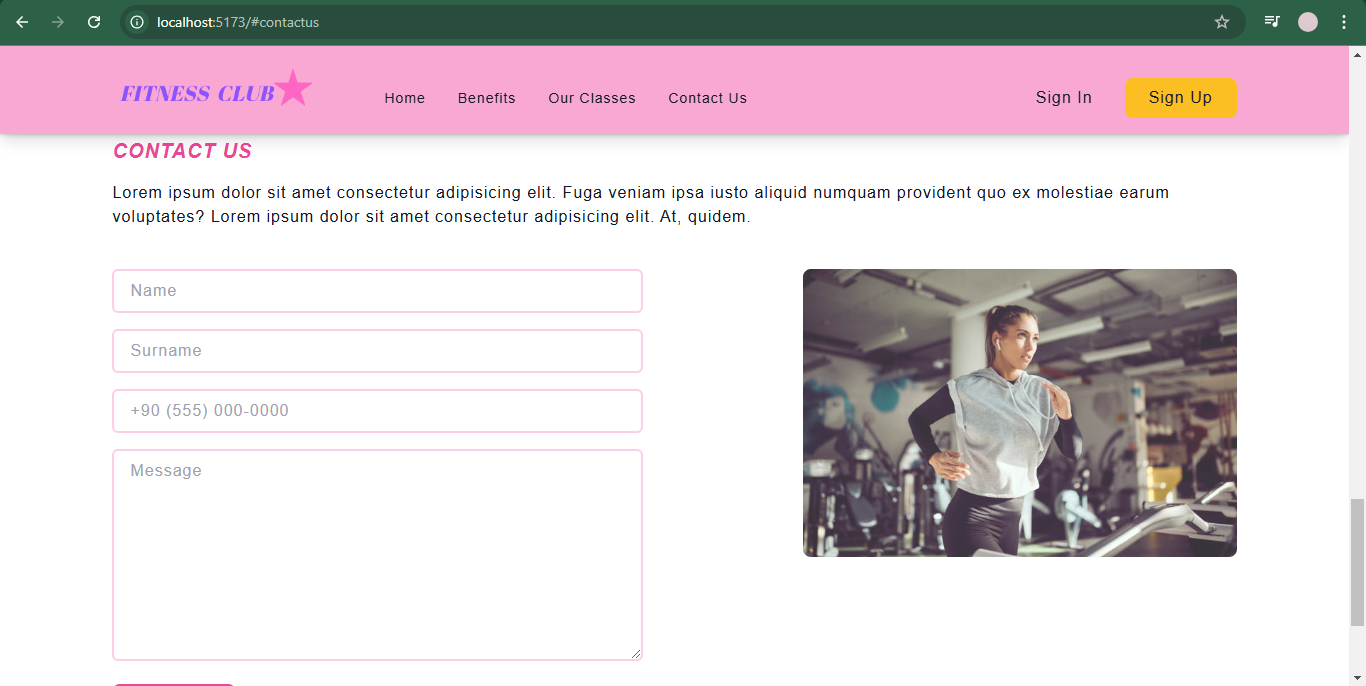 localhost:5173/#contactus
FITNESS CLUB
Home Benefits Our Classes Contact Us
Sign In Sign Up
CONTACT US
Lorem ipsum dolor sit amet consectetur adipisicing elit. Fuga veniam ipsa iusto aliquid numquam provident quo ex molestiae earum
voluptates? Lorem ipsum dolor sit amet consectetur adipisicing elit. At, quidem.
Name
Surname
+90 (555) 000-0000
Message